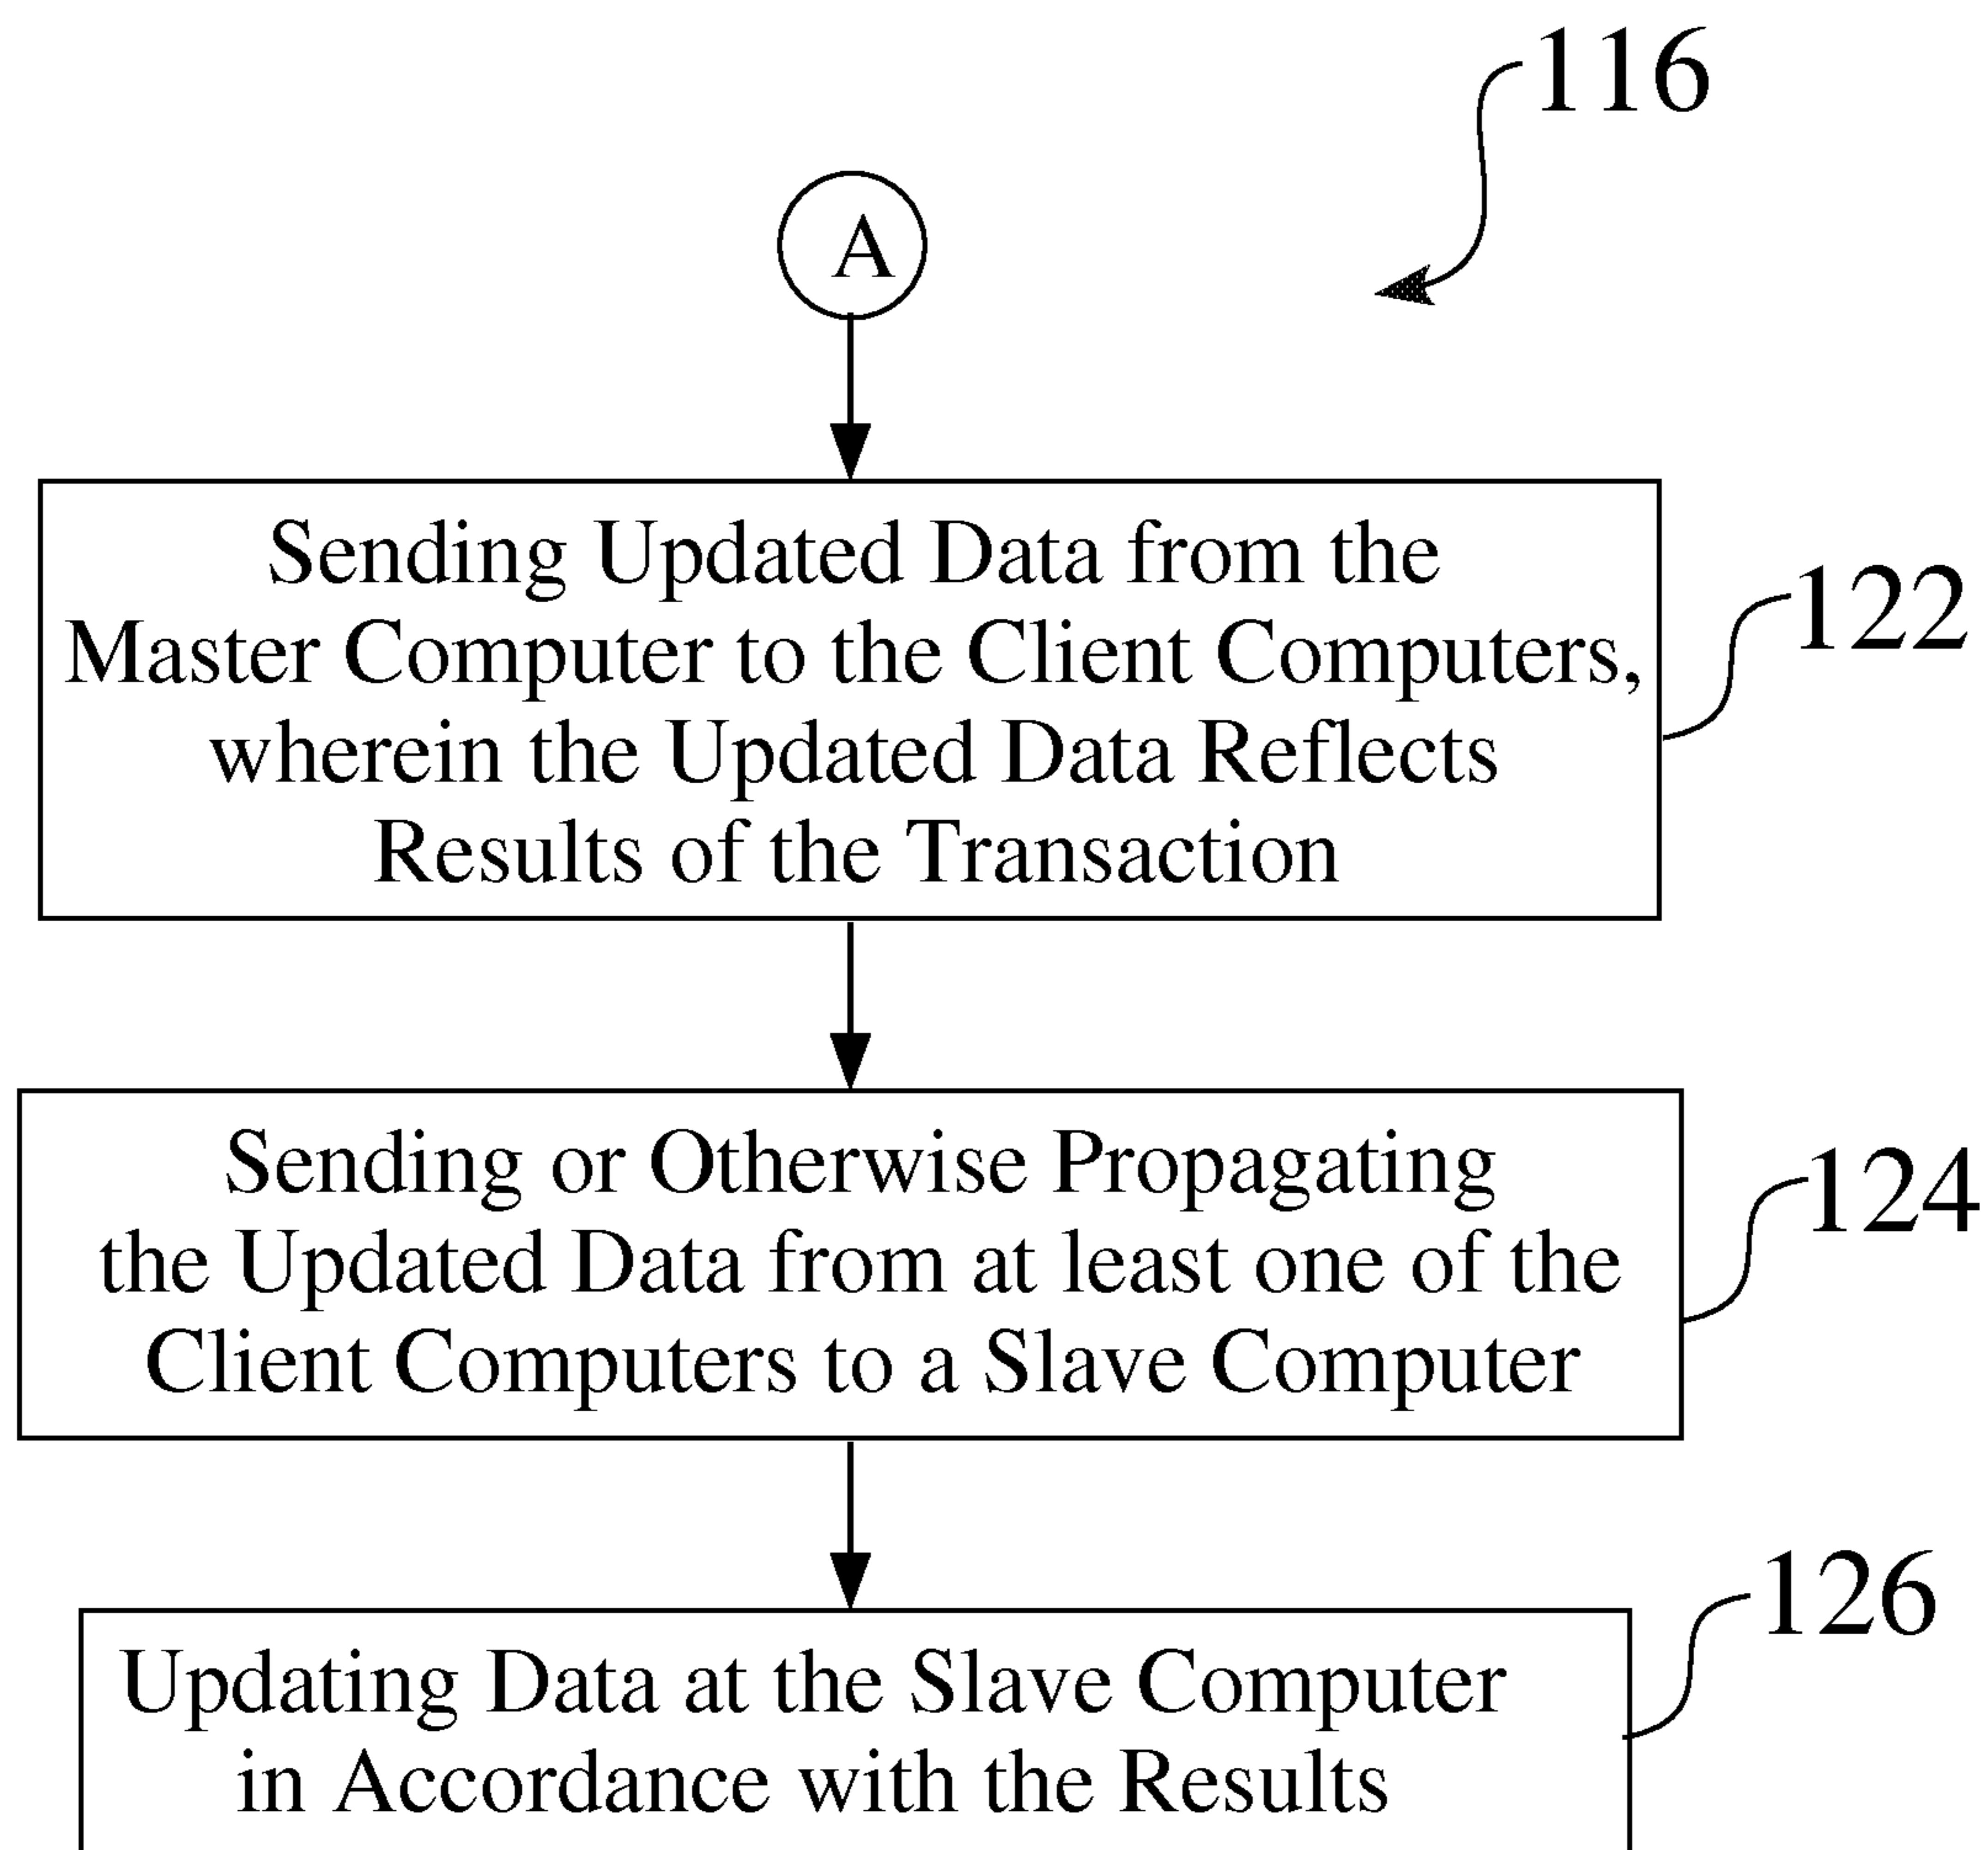 116
A
Sending Updated Data from the
Master Computer to the Client Computers,
wherein the Updated Data Reflects
Results of the Transaction
122
Sending or Otherwise Propagating
the Updated Data from at least one of the
Client Computers to a Slave Computer
124
Updating Data at the Slave Computer
in Accordance with the Results
126